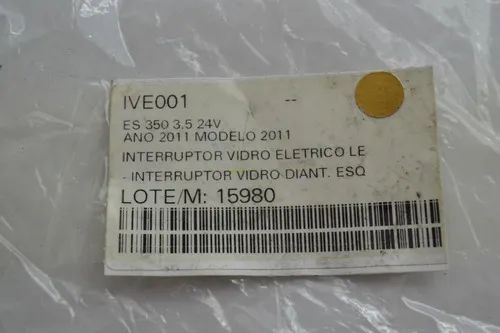 IVE001 --
ES 350 3,5 24V
ANO 2011 MODELO 2011
INTERRUPTOR VIDRO ELETRICO LE
- INTERRUPTOR VIDRO DIANT. ESQ
LOTE/M: 15980